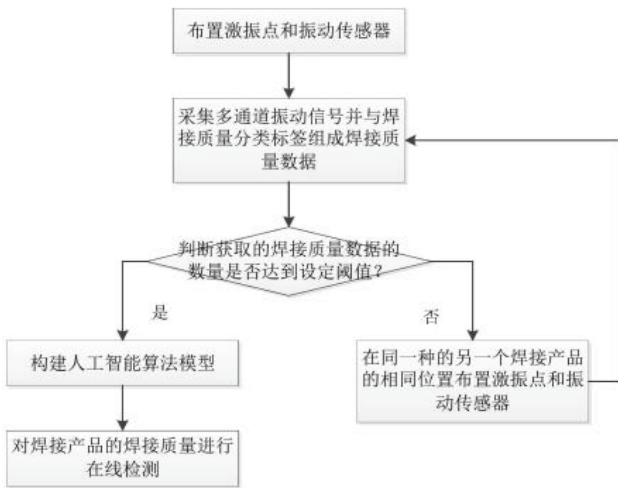 布置激振点和振动传感器
采集多通道振动信号并与焊
接质量分类标签组成焊接质
量数据
判断获取的焊接质量数据的
数量是否达到设定阈值?
是
否
构建人工智能算法模型
在同一种的另一个焊接产品
的相同位置布置激振点和振
动传感器
对焊接产品的焊接质量进行
在线检测